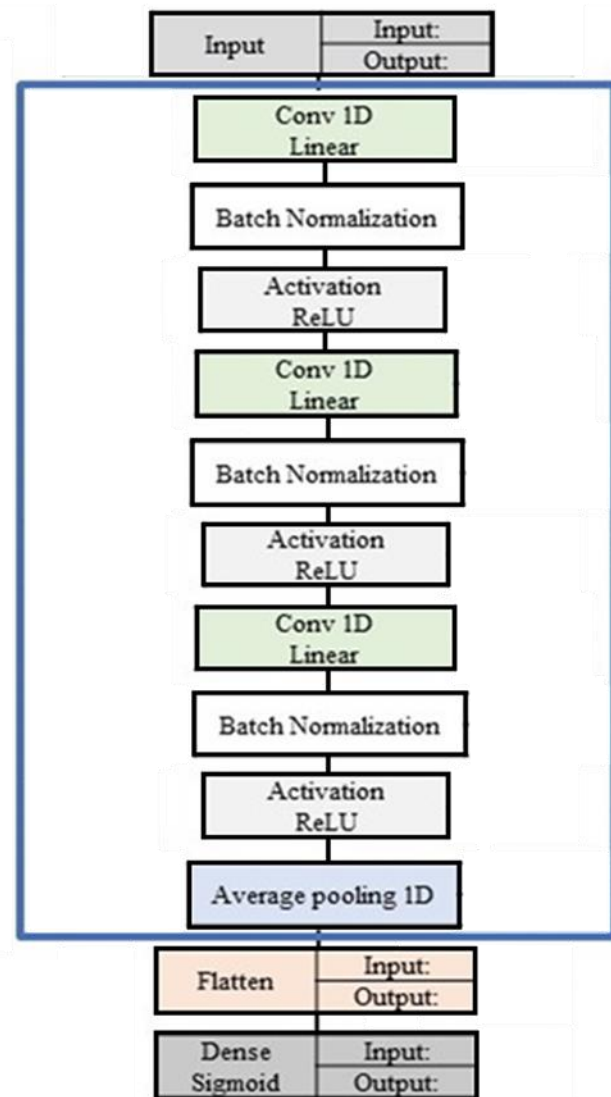 Input
Input:
Output:
Conv 1D
Linear
Batch Normalization
Activation
ReLU
Conv 1D
Linear
Batch Normalization
Activation
ReLU
Conv 1D
Linear
Batch Normalization
Activation
ReLU
Average pooling 1D
Flatten
Input:
Output:
Dense
Sigmoid
Input:
Output: